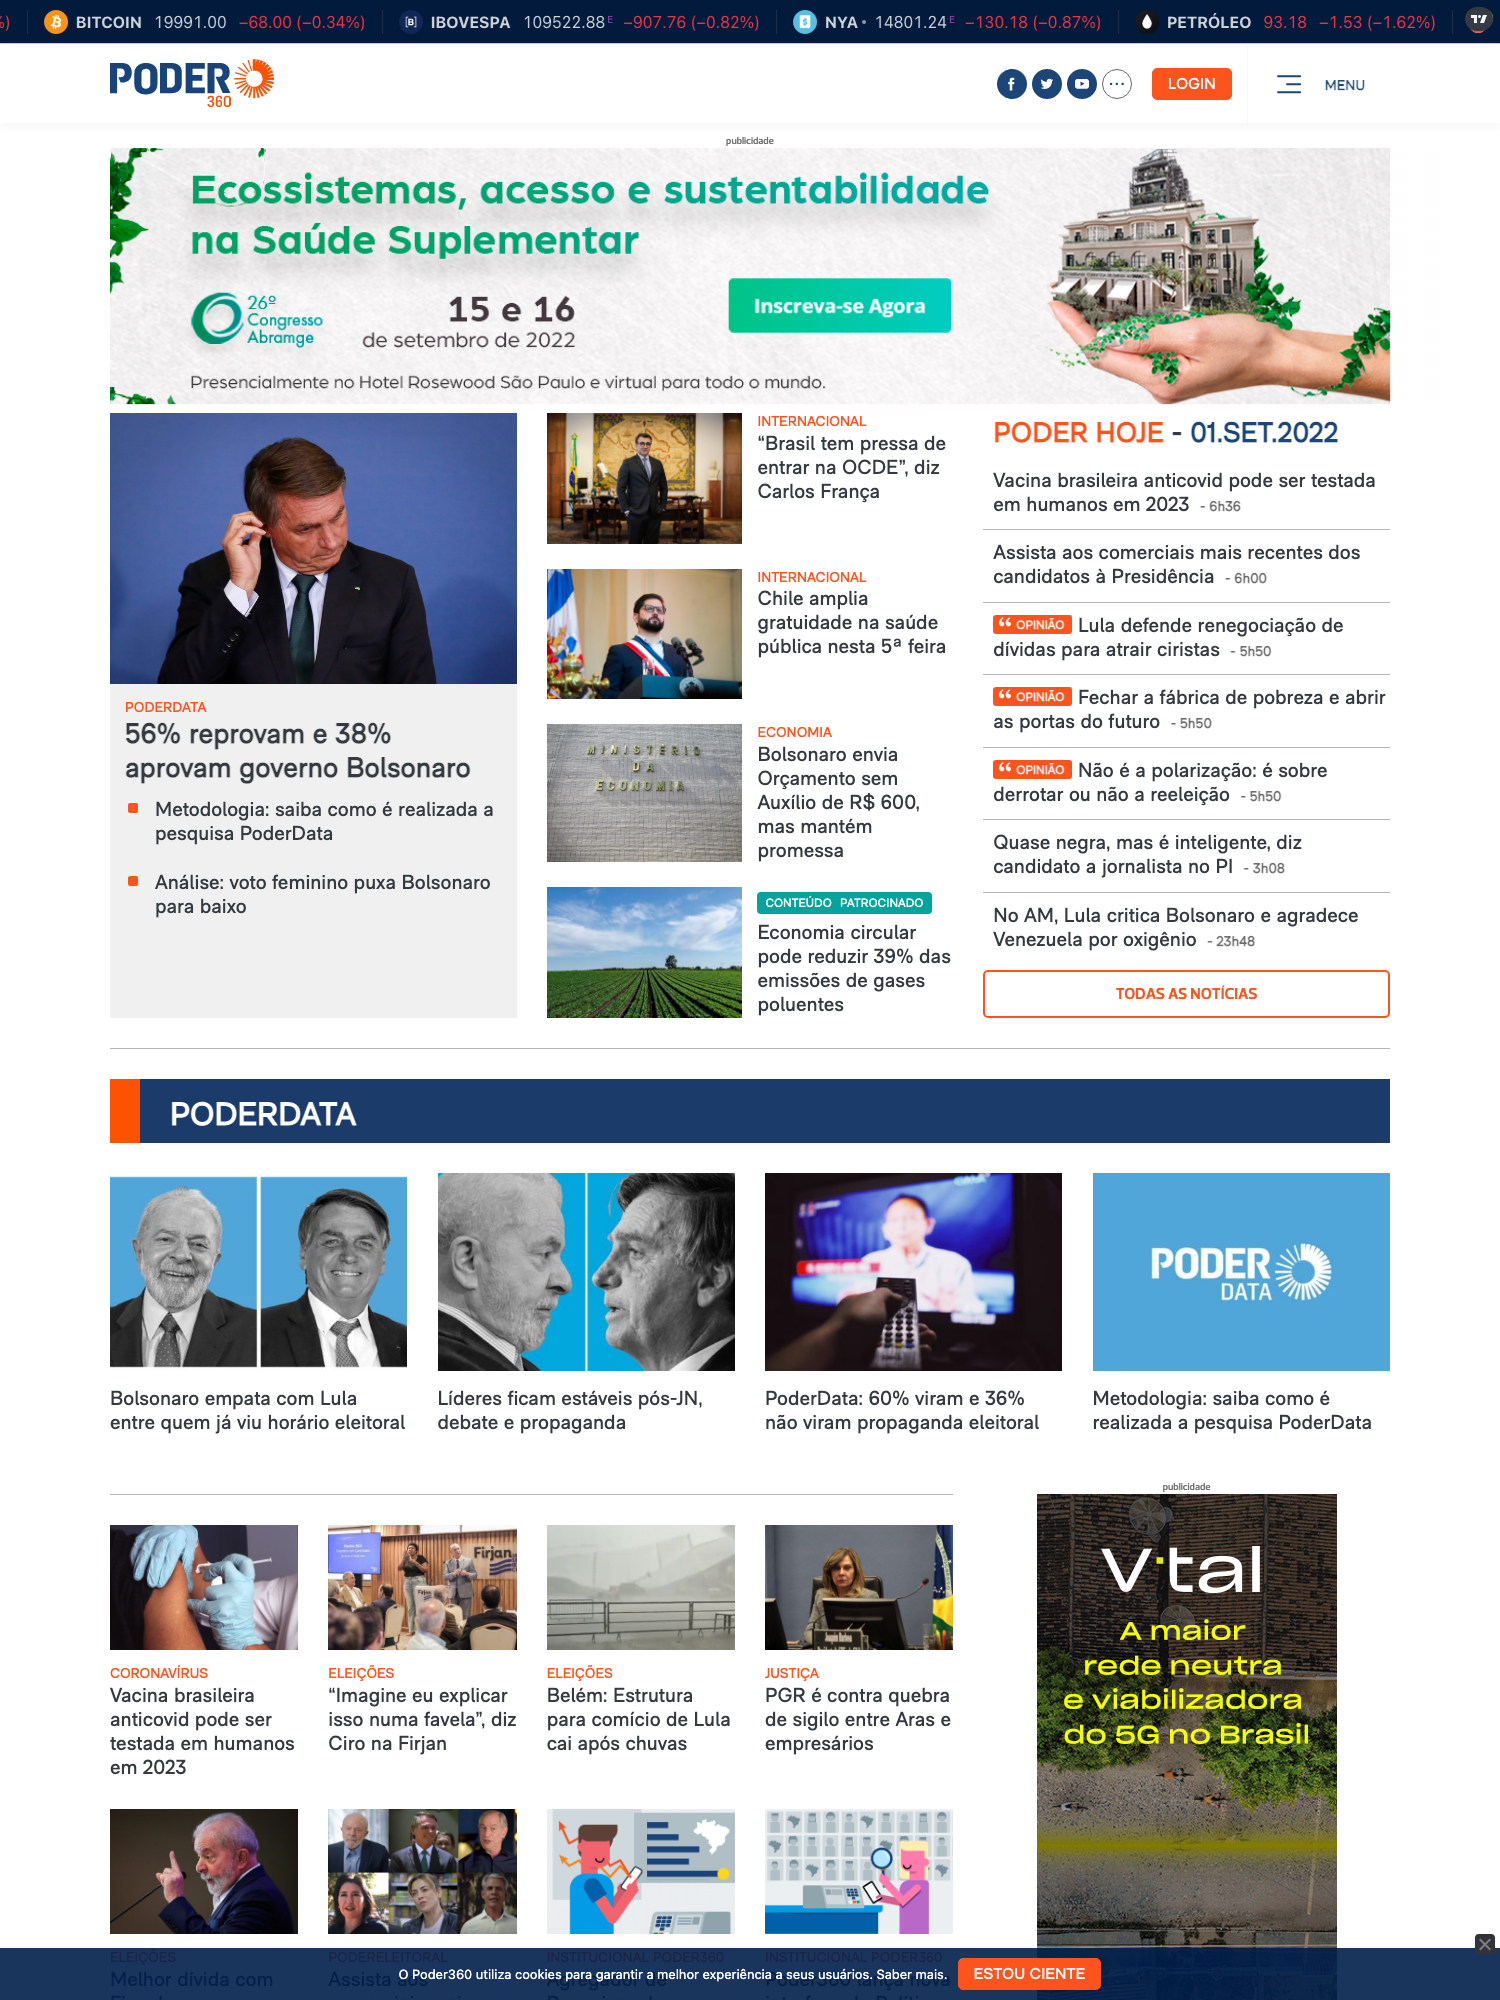 BITCOIN 19991.00 −68.00 (−0.34%) IBOVESPA 109522.88 E −907.76 (−0.82%) NYA 14801.24 E −130.18 (−0.87%) PETRÓLEO 93.18 −1.53 (−1.62%)
PODER
360
LOGIN
MENU
publicidade
Ecossistemas, acesso e sustentabilidade
na Saúde Suplementar
26º
Congresso
Abramge
15 e 16
de setembro de 2022
Inscreva-se Agora
Presencialmente no Hotel Rosewood São Paulo e virtual para todo o mundo.
PODERDATA
56% reprovam e 38%
aprovam governo Bolsonaro
Metodologia: saiba como é realizada a
pesquisa PoderData
Análise: voto feminino puxa Bolsonaro
para baixo
INTERNACIONAL
“Brasil tem pressa de
entrar na OCDE”, diz
Carlos França
INTERNACIONAL
Chile amplia
gratuidade na saúde
pública nesta 5ª feira
MINISTÉRIO
DA
ECONOMIA
ECONOMIA
Bolsonaro envia
Orçamento sem
Auxílio de R$ 600,
mas mantém
promessa
CONTEÚDO PATROCINADO
Economia circular
pode reduzir 39% das
emissões de gases
poluentes
PODER HOJE - 01.SET.2022
Vacina brasileira anticovid pode ser testada
em humanos em 2023 - 6h36
Assista aos comerciais mais recentes dos
candidatos à Presidência - 6h00
OPINIÃO Lula defende renegociação de
dívidas para atrair ciristas - 5h50
OPINIÃO Fechar a fábrica de pobreza e abrir
as portas do futuro - 5h50
OPINIÃO Não é a polarização: é sobre
derrotar ou não a reeleição - 5h50
Quase negra, mas é inteligente, diz
candidato a jornalista no PI - 3h08
No AM, Lula critica Bolsonaro e agradece
Venezuela por oxigênio - 23h48
TODAS AS NOTÍCIAS
PODERDATA
PODER
DATA
Bolsonaro empata com Lula
entre quem já viu horário eleitoral
Líderes ficam estáveis pós-JN,
debate e propaganda
PoderData: 60% viram e 36%
não viram propaganda eleitoral
Metodologia: saiba como é
realizada a pesquisa PoderData
Firjan
CORONAVÍRUS
Vacina brasileira
anticovid pode ser
testada em humanos
em 2023
ELEIÇÕES
“Imagine eu explicar
isso numa favela”, diz
Ciro na Firjan
ELEIÇÕES
Belém: Estrutura
para comício de Lula
cai após chuvas
JUSTIÇA
PGR é contra quebra
de sigilo entre Aras e
empresários
publicidade
V·tal
A maior
rede neutra
e viabilizadora
do 5G no Brasil
ELEIÇÕES
Melhor dívida com
PODERELEITORAL
Assista aos
INSTITUCIONAL PODER360
Agregador de
INSTITUCIONAL PODER360
Poder360 lança nova
O Poder360 utiliza cookies para garantir a melhor experiência a seus usuários. Saber mais.
ESTOU CIENTE